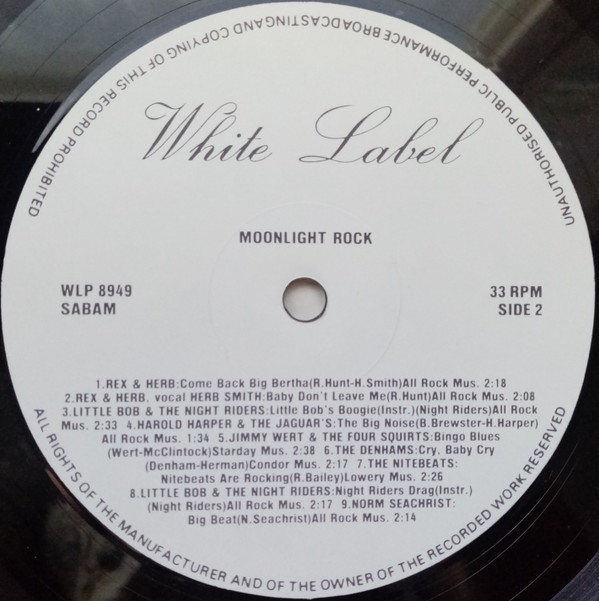 UNAUTHORISED PUBLIC PERFORMANCE BROADCASTING AND COPYING OF THIS RECORD PROHIBITED
White Label
MOONLIGHT ROCK
WLP 8949
SABAM
33 RPM
SIDE 2
1.REX & HERB:Come Back Big Bertha(R.Hunt-H.Smith)All Rock Mus. 2:18
2.REX & HERB, vocal HERB SMITH:Baby Don't Leave Me(R.Hunt)All Rock Mus. 2:08
3.LITTLE BOB & THE NIGHT RIDERS:Little Bob's Boogie(Instr.)(Night Riders)All Rock
Mus. 2:33 4.HAROLD HARPER & THE JAGUAR'S:The Big Noise(B.Brewster-H.Harper)
All Rock Mus. 1:34 5.JIMMY WERT & THE FOUR SQUIRTS:Bingo Blues
(Wert-McClintock)Starday Mus. 2:38 6.THE DENHAMS:Cry, Baby Cry
(Denham-Herman)Condor Mus. 2:17 7.THE NITEBEATS:
Nitebeats Are Rocking(R.Bailey)Lowery Mus. 2:26
8.LITTLE BOB & THE NIGHT RIDERS:Night Riders Drag(Instr.)
(Night Riders)All Rock Mus. 2:17 9.NORM SEACHRIST:
Big Beat(N.Seachrist)All Rock Mus. 2:14
ALL RIGHTS OF THE MANUFACTURER AND OF THE OWNER OF THE RECORDED WORK RESERVED